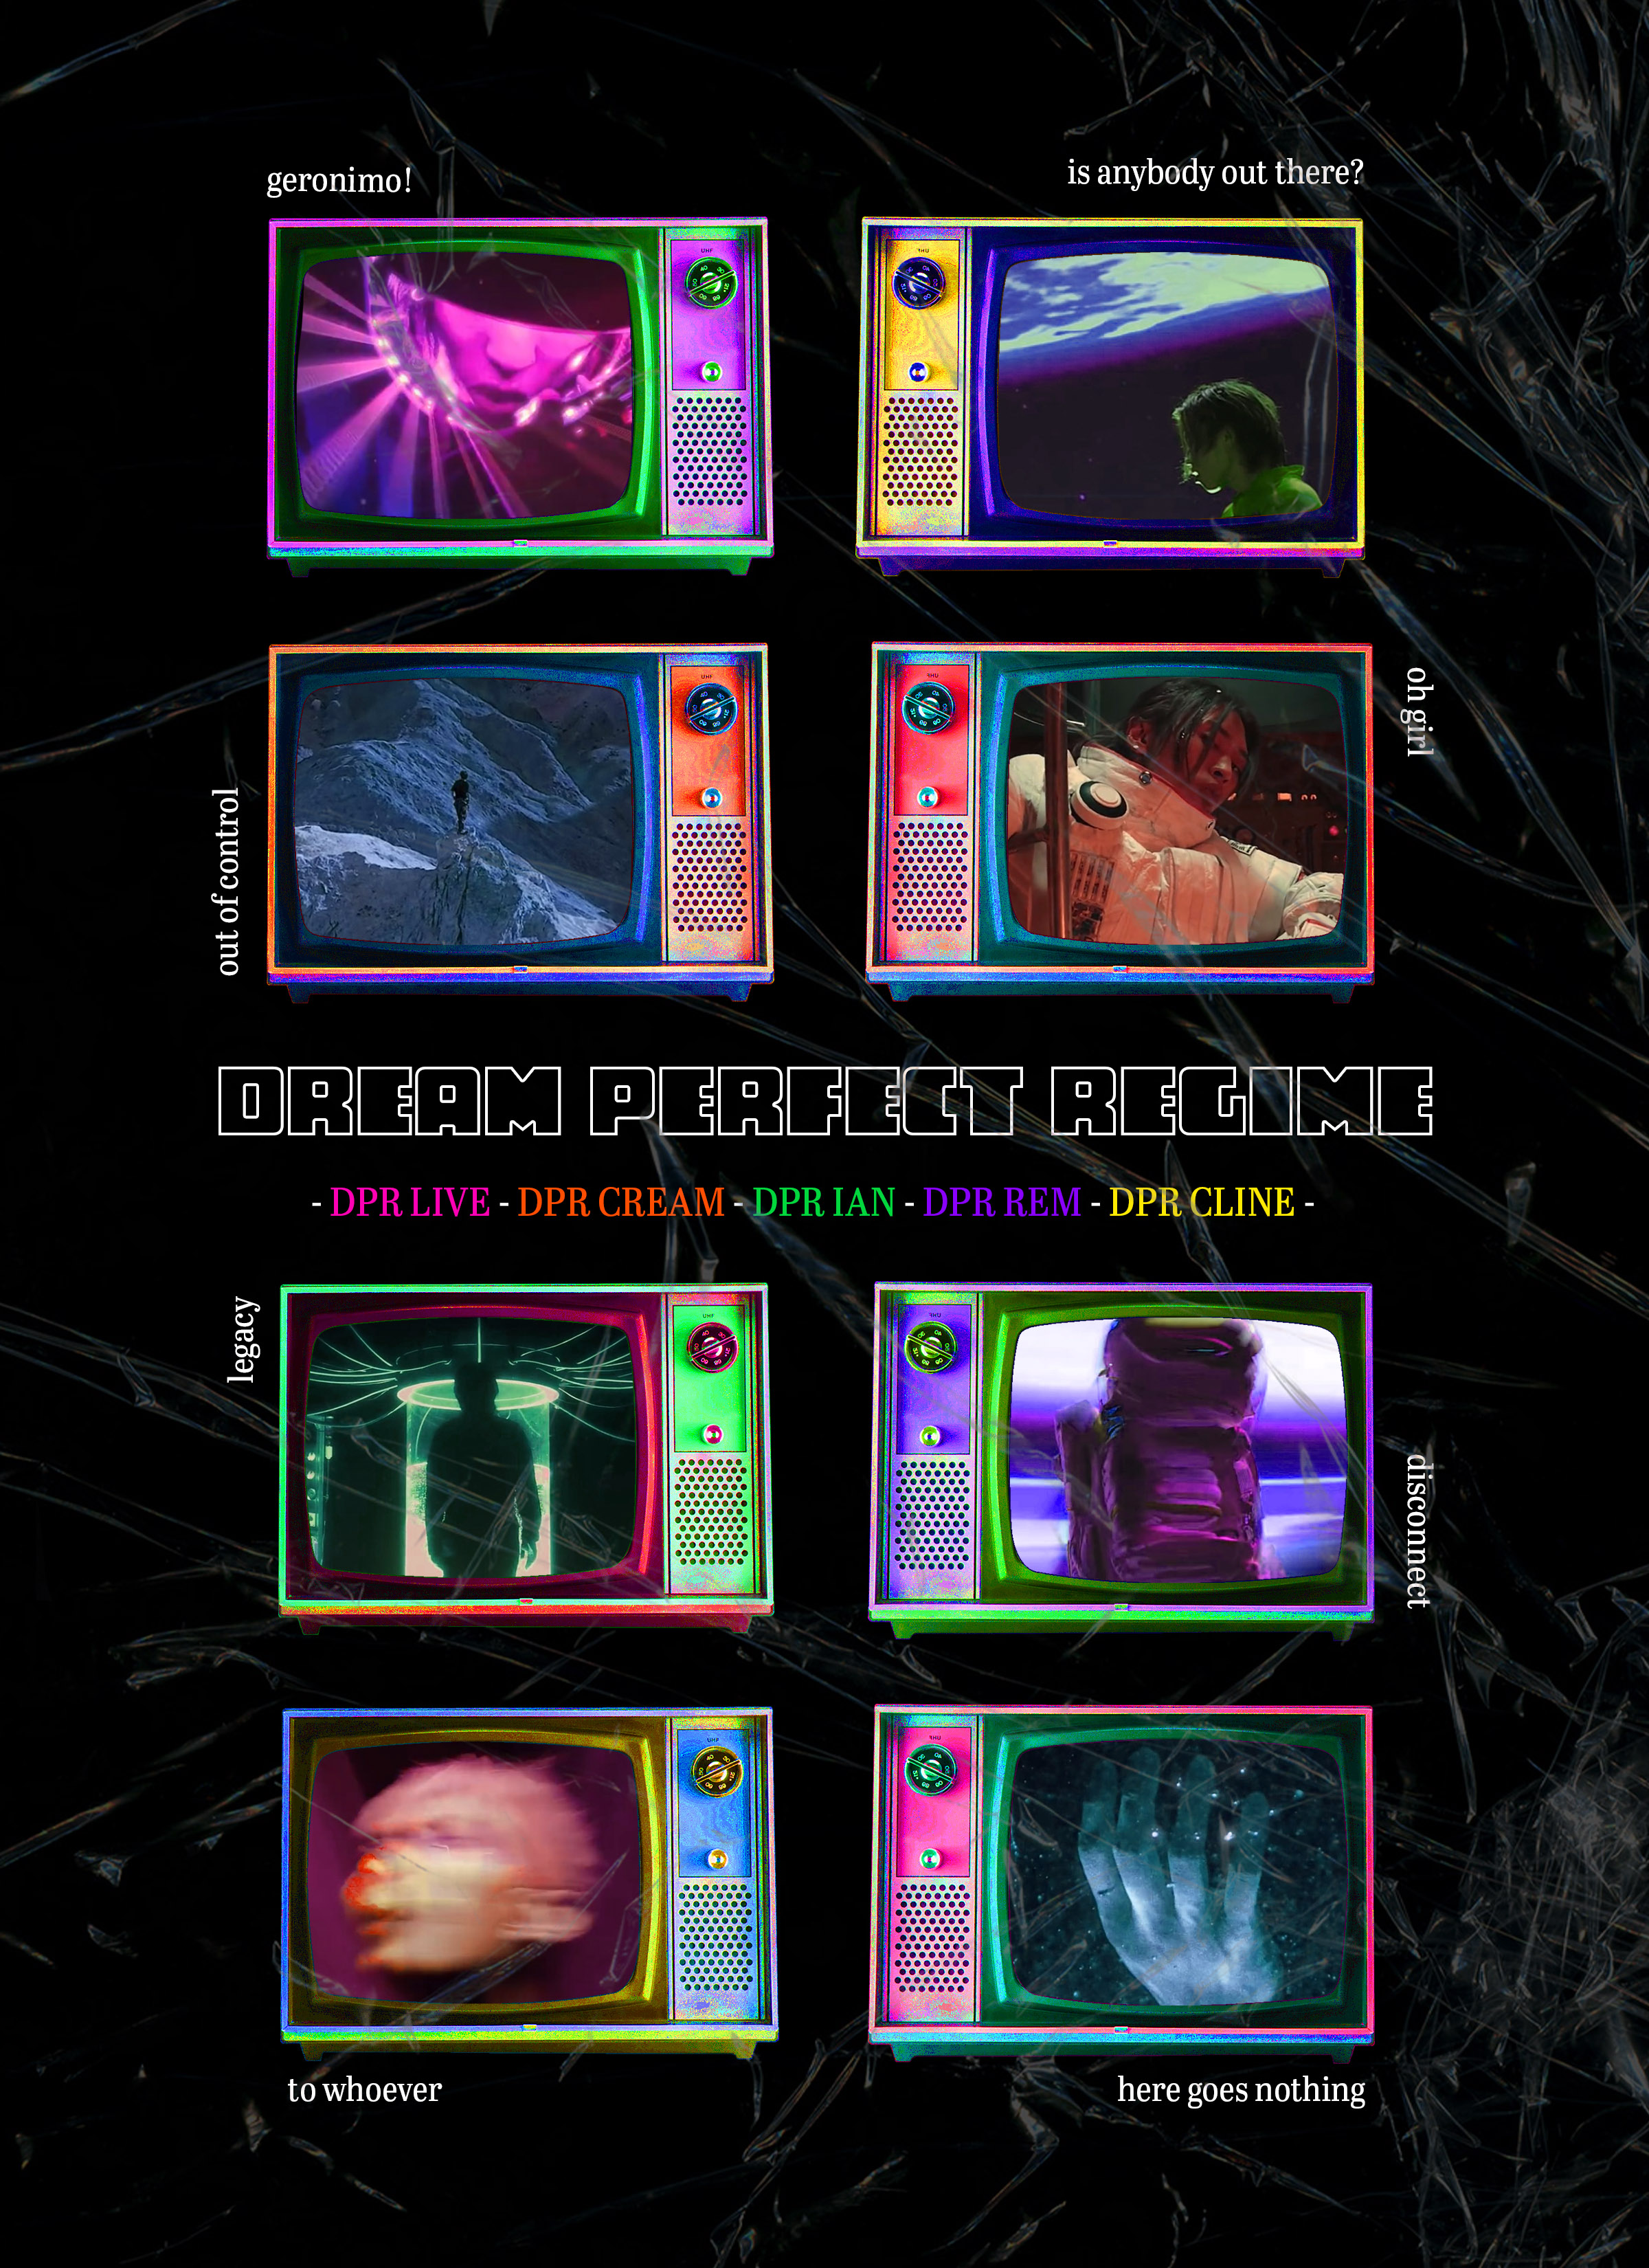 geronimo!
is anybody out there?
out of control
oh girl
DREAM PERFECT REGIME
- DPR LIVE - DPR CREAM - DPR IAN - DPR REM - DPR CLINE -
legacy
disconnect
to whoever
here goes nothing